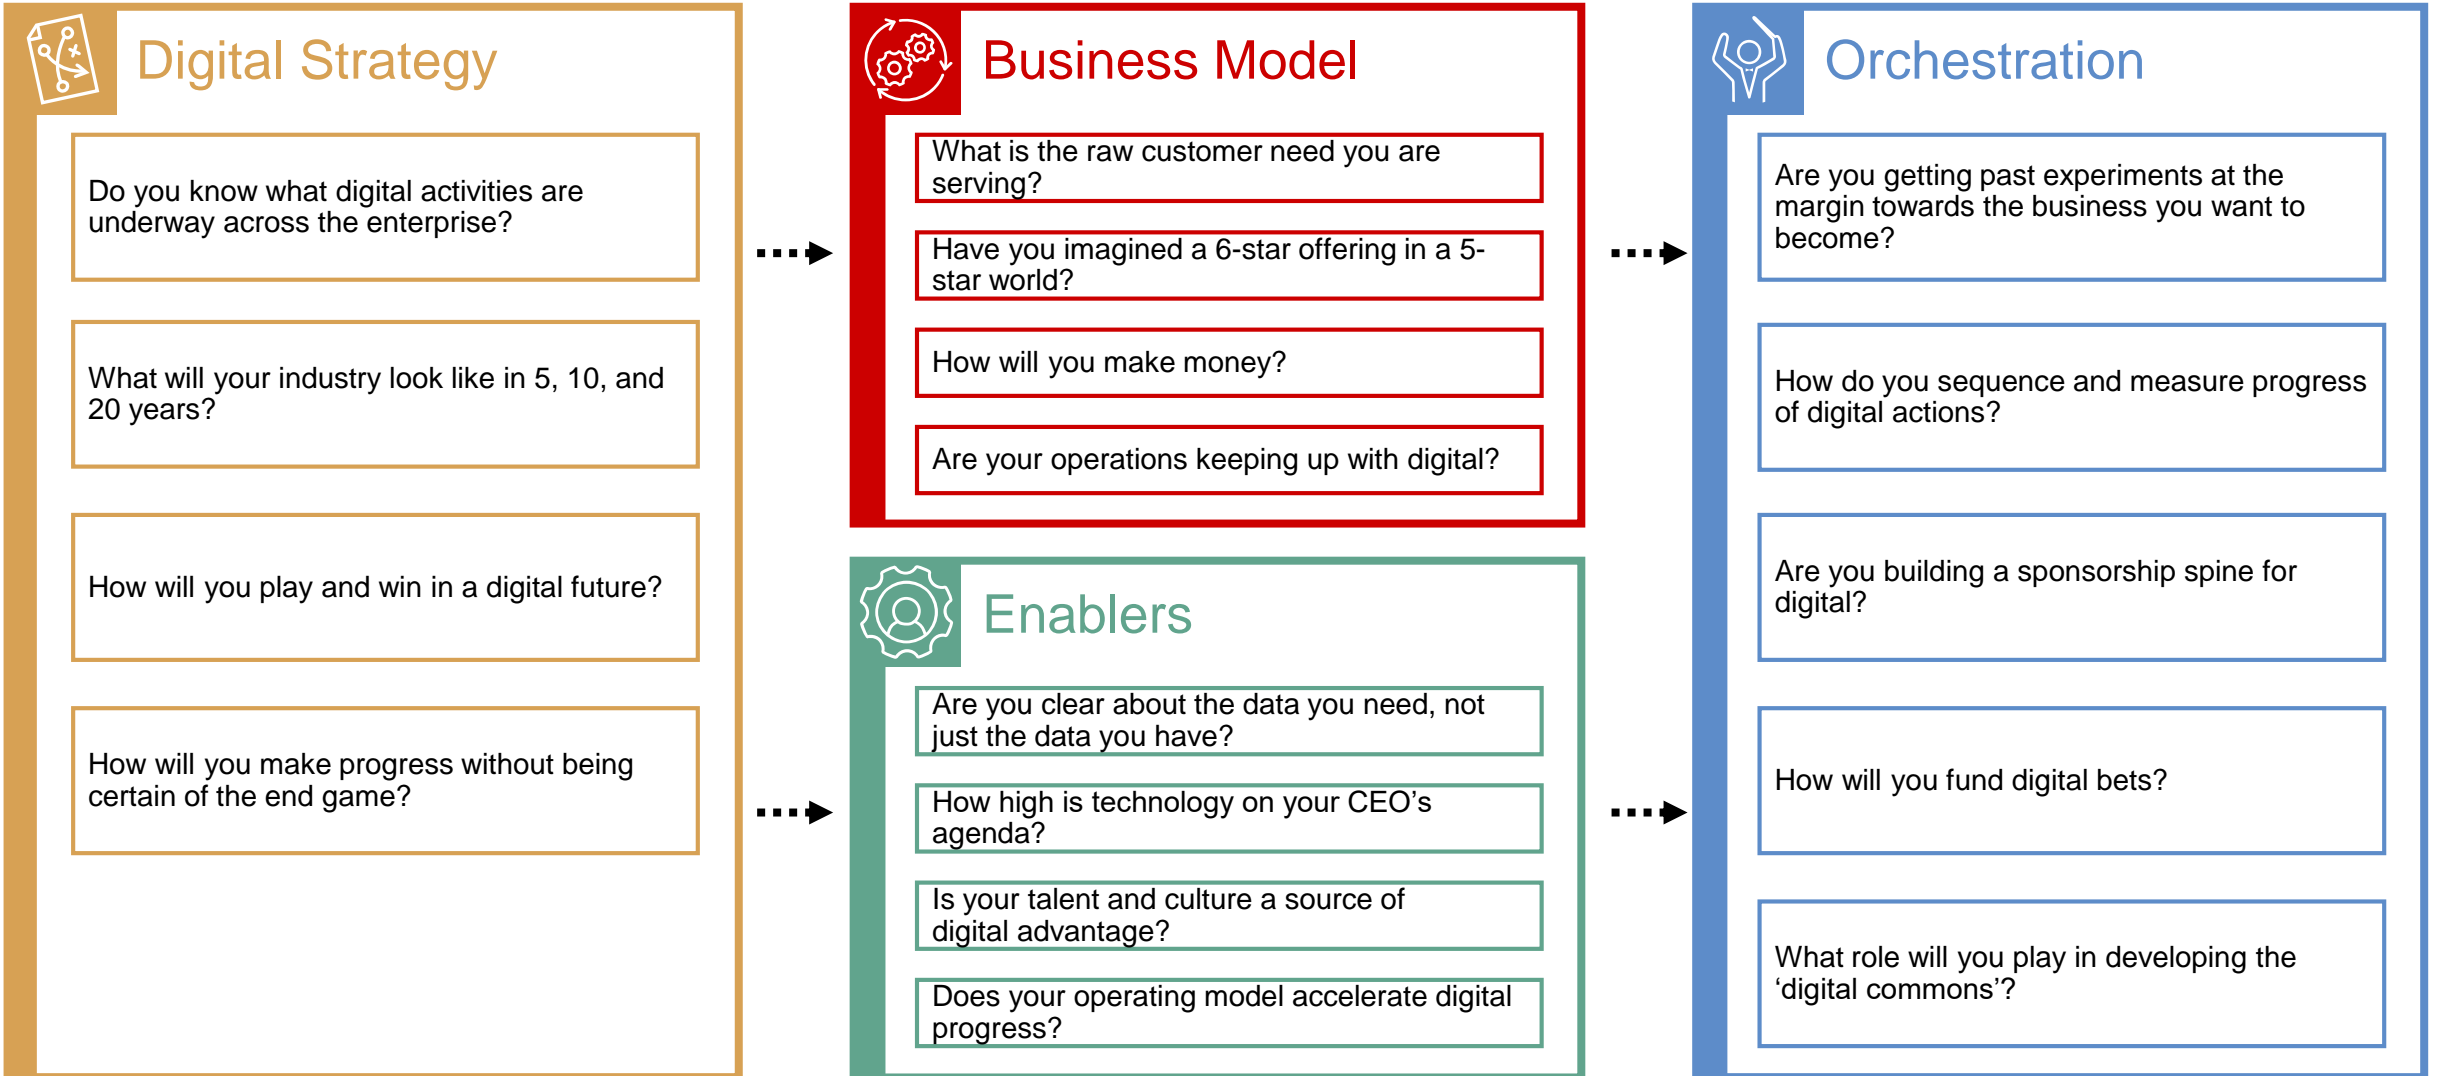 Digital Strategy
Do you know what digital activities are
underway across the enterprise?
What will your industry look like in 5, 10, and
20 years?
How will you play and win in a digital future?
How will you make progress without being
certain of the end game?
Business Model
What is the raw customer need you are
serving?
Have you imagined a 6-star offering in a 5-
star world?
How will you make money?
Are your operations keeping up with digital?
Enablers
Are you clear about the data you need, not
just the data you have?
How high is technology on your CEO’s
agenda?
Is your talent and culture a source of
digital advantage?
Does your operating model accelerate digital
progress?
Orchestration
Are you getting past experiments at the
margin towards the business you want to
become?
How do you sequence and measure progress
of digital actions?
Are you building a sponsorship spine for
digital?
How will you fund digital bets?
What role will you play in developing the
‘digital commons’?